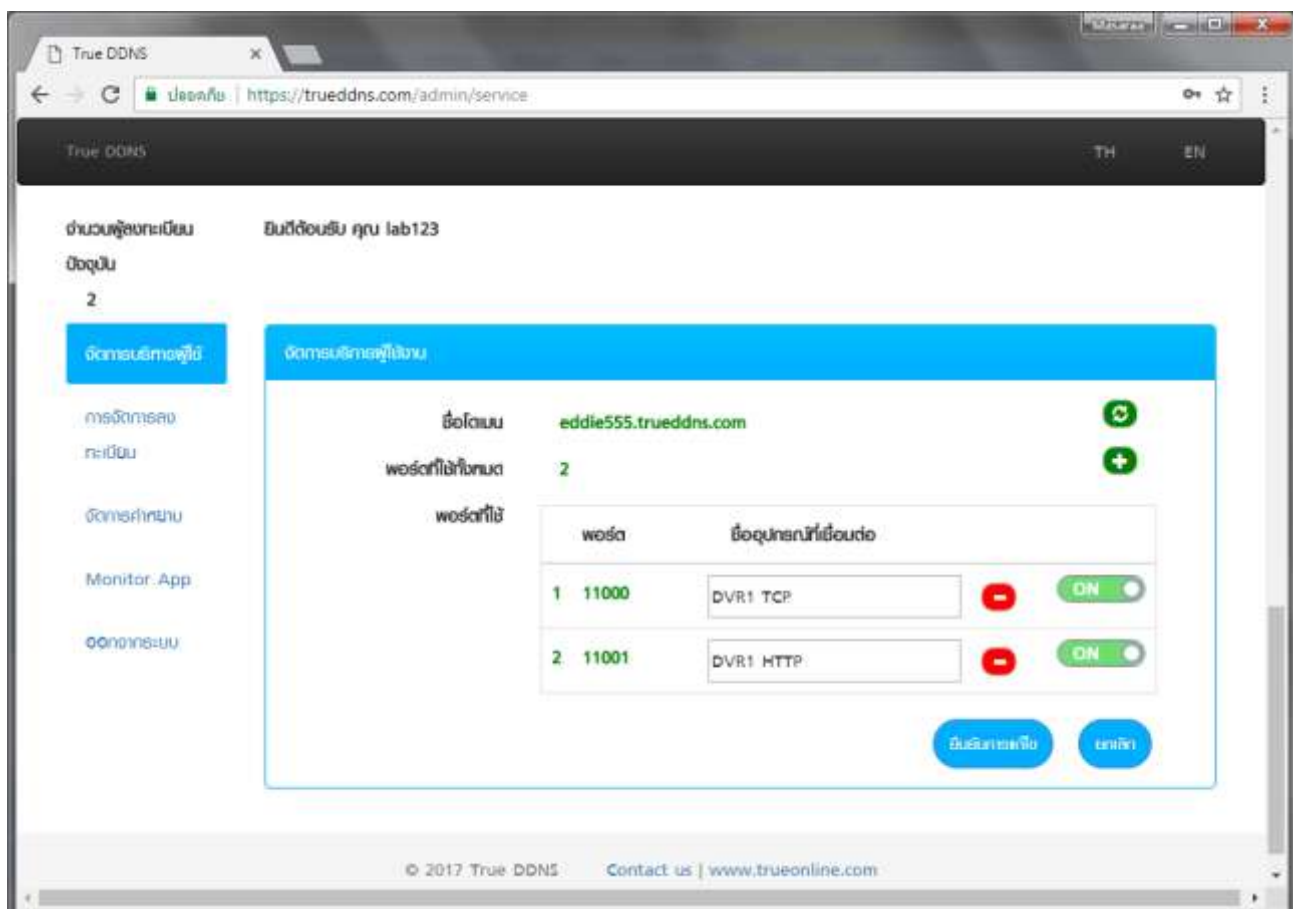 True DDNS
ปลอดภัย | https://trueddns.com/admin/service
True DDNS TH EN
จำนวนผู้ลงทะเบียน
ปัจจุบัน
2
ยินดีต้อนรับ คุณ lab123
จัดการบริการผู้ใช้
การจัดการลง
ทะเบียน
จัดการคำหยาบ
Monitor App
ออกจากระบบ
จัดการบริการผู้ใช้งาน
ชื่อโดเมน eddie555.trueddns.com
พอร์ตที่ใช้ทั้งหมด 2
พอร์ตที่ใช้
พอร์ต ชื่ออุปกรณ์ที่เชื่อมต่อ
1 11000 DVR1 TCP ON
2 11001 DVR1 HTTP ON
ยืนยันการแก้ไข ยกเลิก
© 2017 True DDNS Contact us | www.trueonline.com